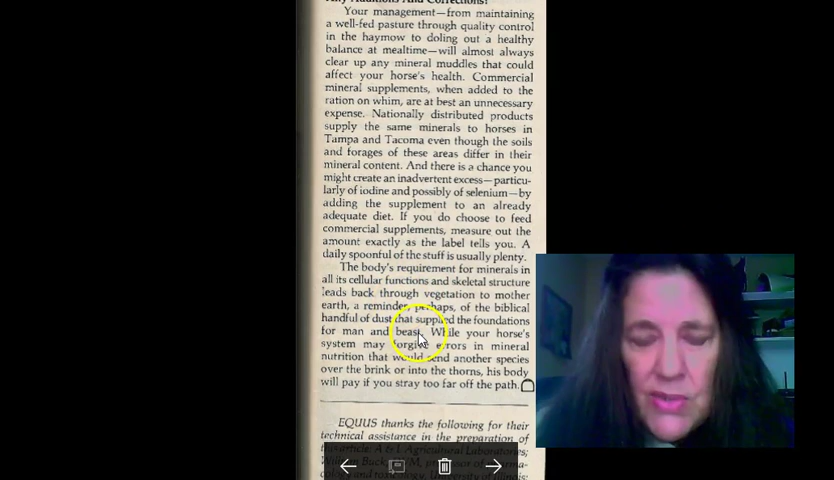 Why Additions And Corrections?
Your management—from maintaining
a well-fed pasture through quality control
in the haymow to doling out a healthy
balance at mealtime—will almost always
clear up any mineral muddles that could
affect your horse's health. Commercial
mineral supplements, when added to the
ration on whim, are at best an unnecessary
expense. Nationally distributed products
supply the same minerals to horses in
Tampa and Tacoma even though the soils
and forages of these areas differ in their
mineral content. And there is a chance you
might create an inadvertent excess—particu-
larly of iodine and possibly of selenium—by
adding the supplement to an already
adequate diet. If you do choose to feed
commercial supplements, measure out the
amount exactly as the label tells you. A
daily spoonful of the stuff is usually plenty.
The body's requirement for minerals in
all its cellular functions and skeletal structure
leads back through vegetation to mother
earth, a reminder, perhaps, of the biblical
handful of dust that supplied the foundations
for man and beast. While your horse's
system may forgive errors in mineral
nutrition that would send another species
over the brink or into the thorns, his body
will pay if you stray too far off the path.
EQUUS thanks the following for their
technical assistance in the preparation of
this article: A & L Agricultural Laboratories;